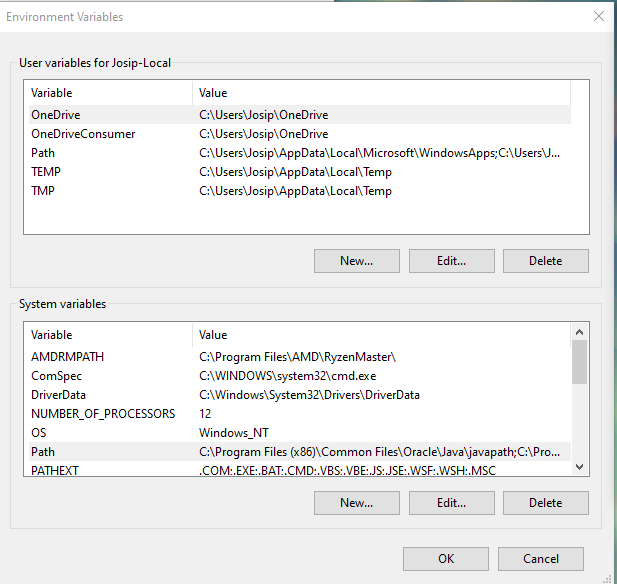 Environment Variables
User variables for Josip-Local
Variable Value
OneDrive C:\Users\Josip\OneDrive
OneDriveConsumer C:\Users\Josip\OneDrive
Path C:\Users\Josip\AppData\Local\Microsoft\WindowsApps;C:\Users\J...
TEMP C:\Users\Josip\AppData\Local\Temp
TMP C:\Users\Josip\AppData\Local\Temp
New... Edit... Delete
System variables
Variable Value
AMDRMPATH C:\Program Files\AMD\RyzenMaster\
ComSpec C:\WINDOWS\system32\cmd.exe
DriverData C:\Windows\System32\Drivers\DriverData
NUMBER_OF_PROCESSORS 12
OS Windows_NT
Path C:\Program Files (x86)\Common Files\Oracle\Java\javapath;C:\Pro...
PATHEXT .COM;.EXE;.BAT;.CMD;.VBS;.VBE;.JS;.JSE;.WSF;.WSH;.MSC
New... Edit... Delete
OK Cancel